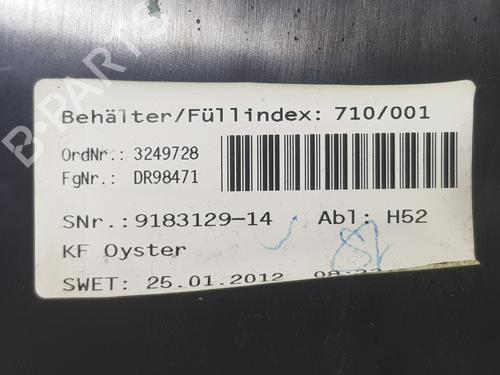 Behälter/Füllindex: 710/001
OrdNr.: 3249728
FgNr.: DR98471
SNr.:9183129-14 Abl: H52
KF Oyster
SWET: 25.01.2012
B-PARTS